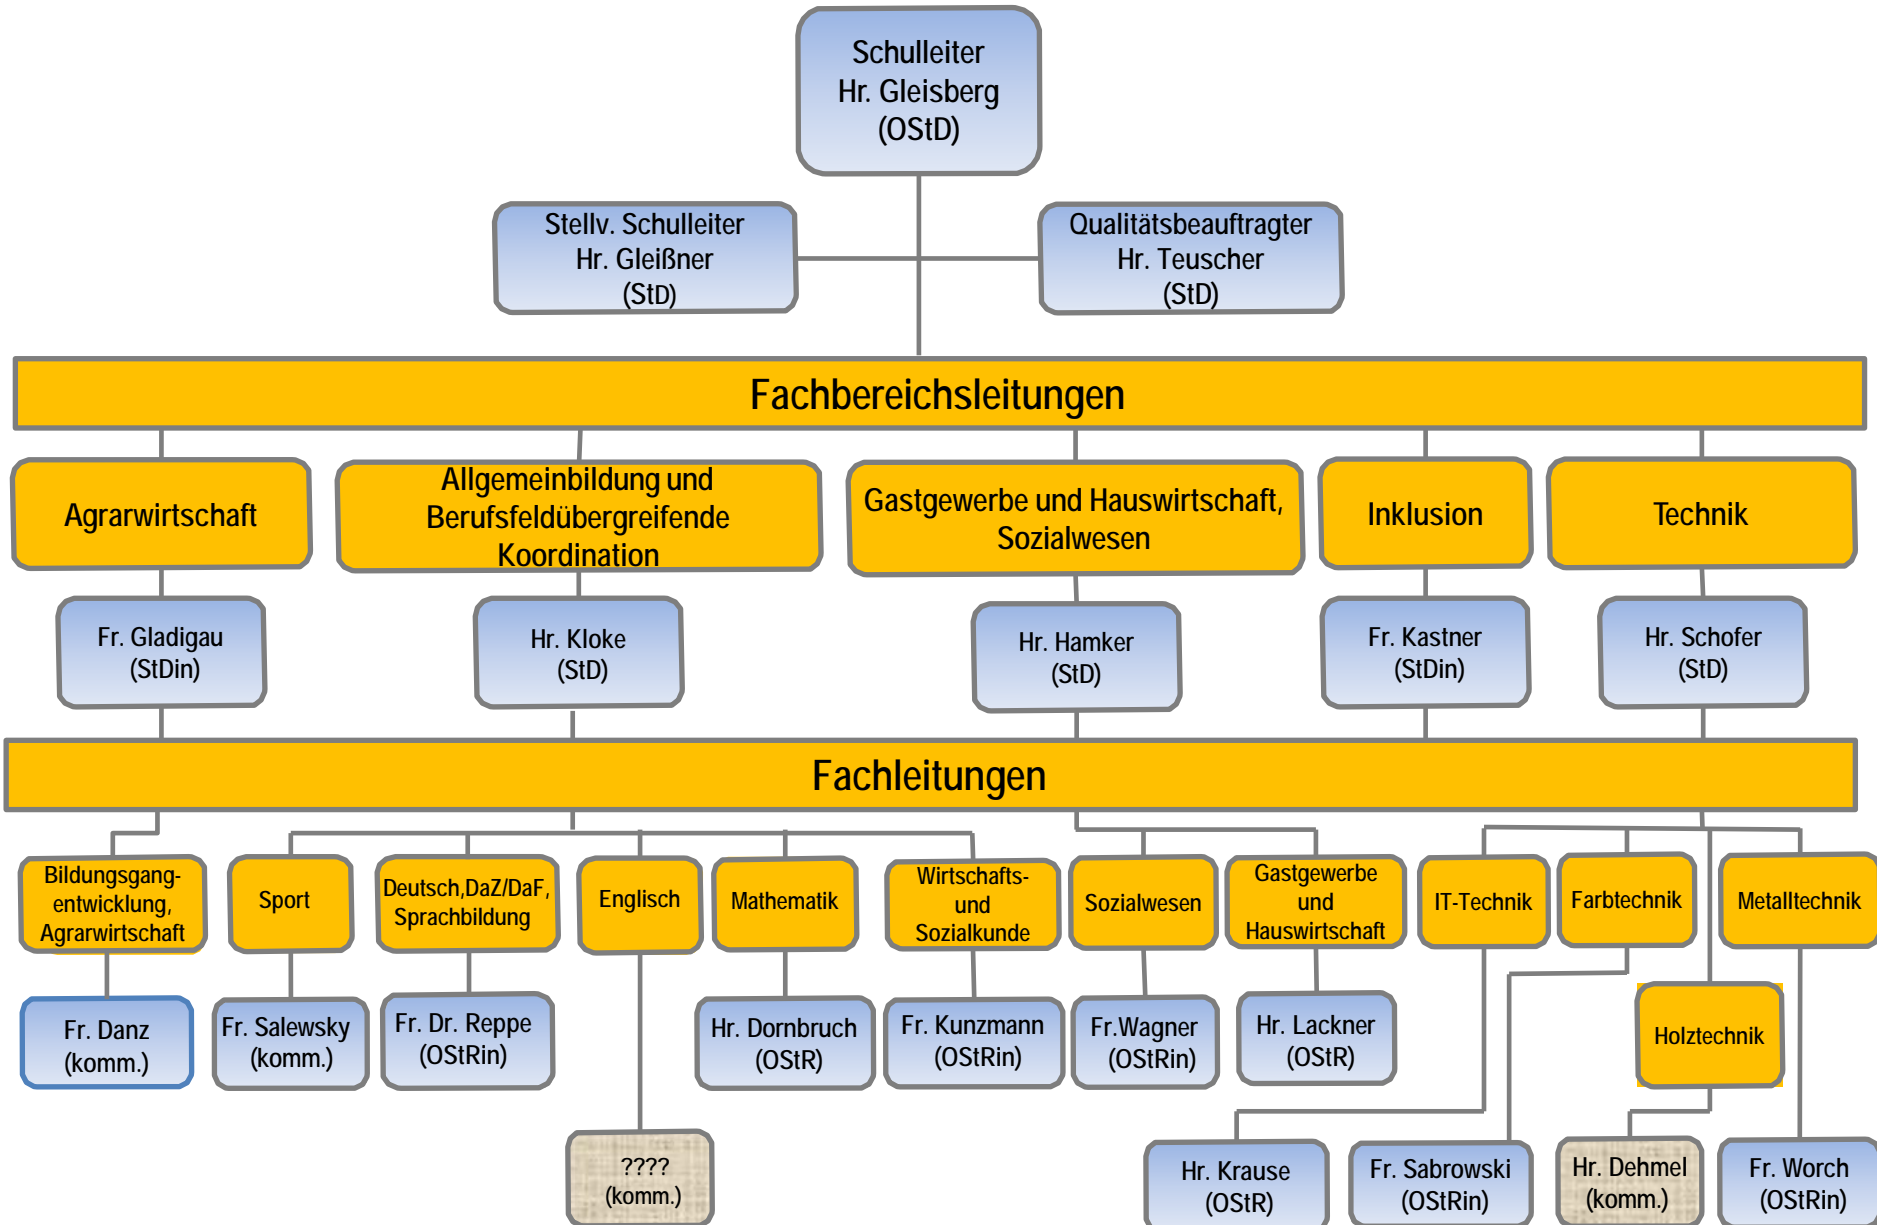 Schulleiter
Hr. Gleisberg
(OStD)
Stellv. Schulleiter
Hr. Gleißner
(StD)
Qualitätsbeauftragter
Hr. Teuscher
(StD)
Fachbereichsleitungen
Agrarwirtschaft
Allgemeinbildung und
Berufsfeldübergreifende
Koordination
Gastgewerbe und Hauswirtschaft,
Sozialwesen
Inklusion
Technik
Fr. Gladigau
(StDin)
Hr. Kloke
(StD)
Hr. Hamker
(StD)
Fr. Kastner
(StDin)
Hr. Schofer
(StD)
Fachleitungen
Bildungsgang-
entwicklung,
Agrarwirtschaft
Sport
Deutsch,DaZ/DaF,
Sprachbildung
Englisch
Mathematik
Wirtschafts-
und
Sozialkunde
Sozialwesen
Gastgewerbe
und
Hauswirtschaft
IT-Technik
Farbtechnik
Metalltechnik
Fr. Danz
(komm.)
Fr. Salewsky
(komm.)
Fr. Dr. Reppe
(OStRin)
Hr. Dornbruch
(OStR)
Fr. Kunzmann
(OStRin)
Fr.Wagner
(OStRin)
Hr. Lackner
(OStR)
Holztechnik
????
(komm.)
Hr. Krause
(OStR)
Fr. Sabrowski
(OStRin)
Hr. Dehmel
(komm.)
Fr. Worch
(OStRin)